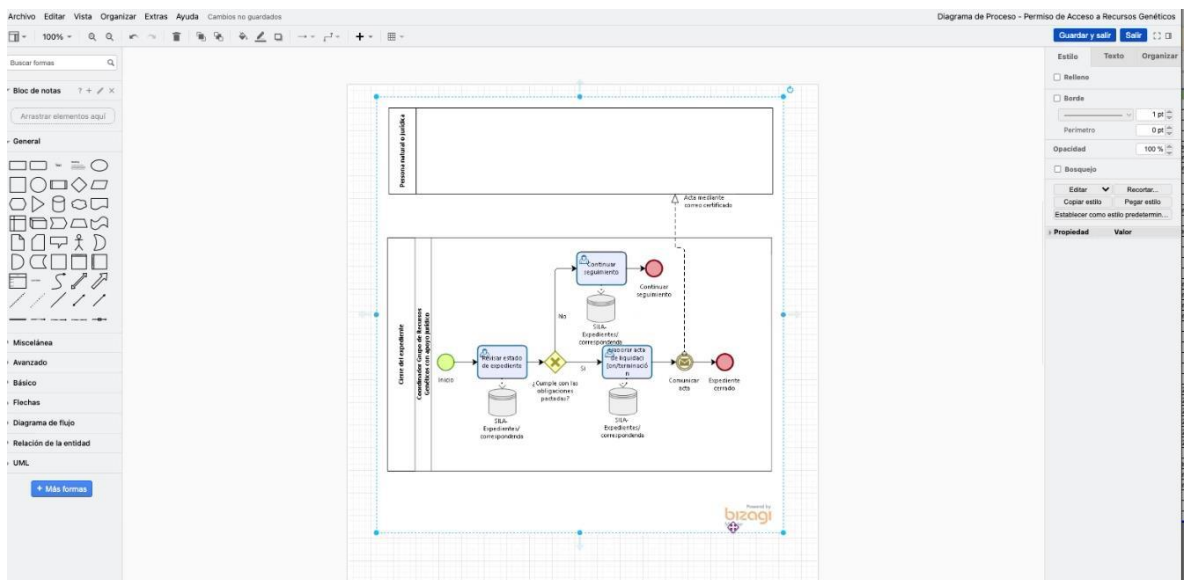 Archivo Editar Vista Organizar Extras Ayuda Cambios no guardados
Diagrama de Proceso - Permiso de Acceso a Recursos Genéticos
100%
Guardar y salir Salir
Buscar formas
Bloc de notas
Arrastrar elementos aquí
General
Miscelánea
Avanzado
Básico
Flechas
Diagrama de flujo
Relación de la entidad
UML
+ Más formas
Persona natural o jurídica
Acta mediante
correo certificado
Cierre del expediente
Coordinador Grupo de Recursos
Genéticos con apoyo jurídico
Inicio
Revisar estado
de expediente
SILA-
Expedientes/
correspondencia
¿Cumple con las
obligaciones
pactadas?
No
Continuar
seguimiento
Continuar
seguimiento
SILA-
Expedientes/
correspondencia
Si
Elaborar acta
de liquidaci
ón/terminació
n
SILA-
Expedientes/
correspondencia
Comunicar
acta
Expediente
cerrado
Powered by
bizagi
Estilo Texto Organizar
Relleno
Borde
1 pt
Perímetro 0 pt
Opacidad 100 %
Bosquejo
Editar Recortar...
Copiar estilo Pegar estilo
Establecer como estilo predetermin...
Propiedad Valor